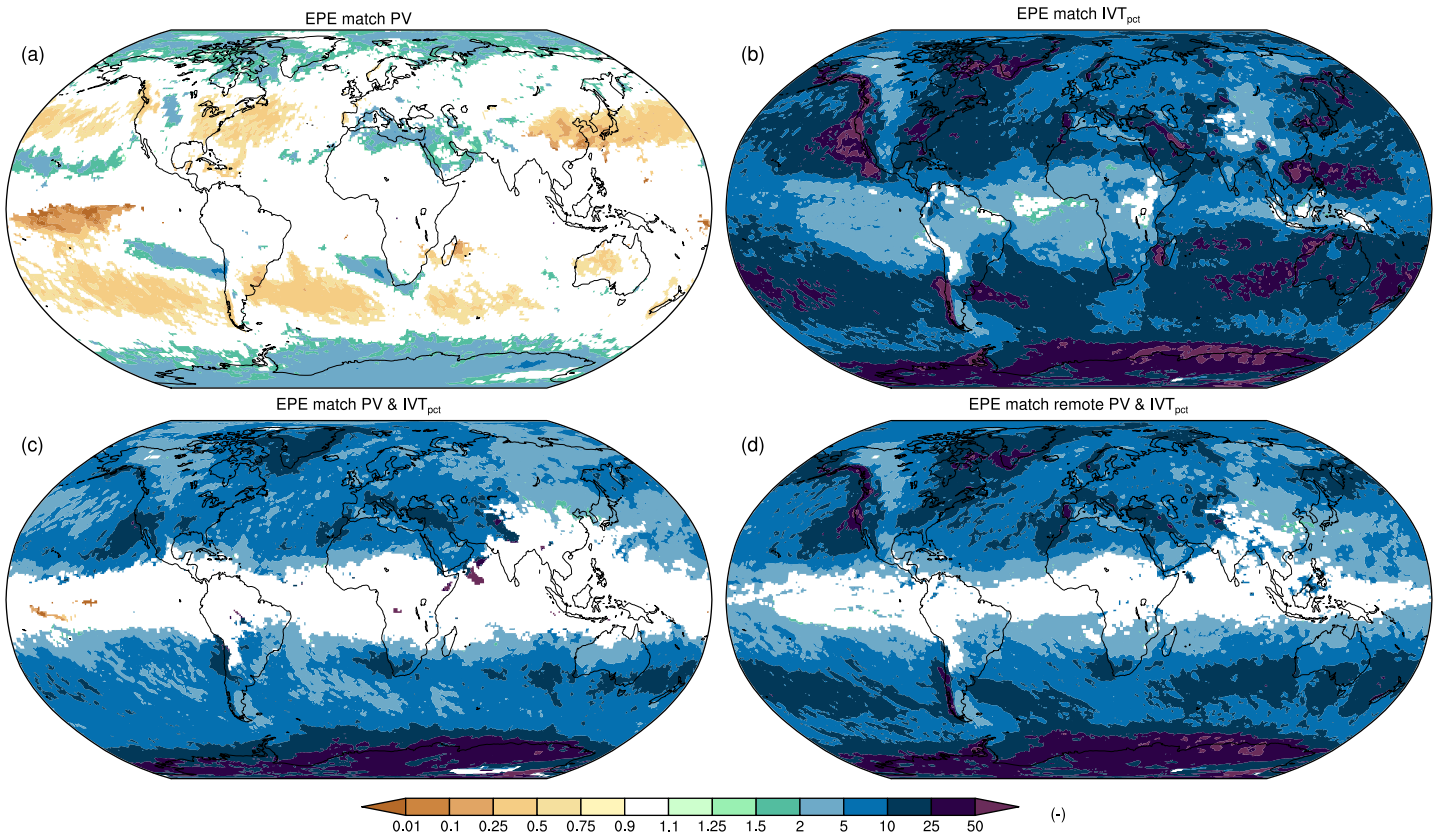 EPE match PV
EPE match IVTpct
(a)
(b)
EPE match PV & IVTpct
EPE match remote PV & IVTpct
(c)
(d)
0.01 0.1 0.25 0.5 0.75 0.9 1.1 1.25 1.5 2 5 10 25 50
(-)